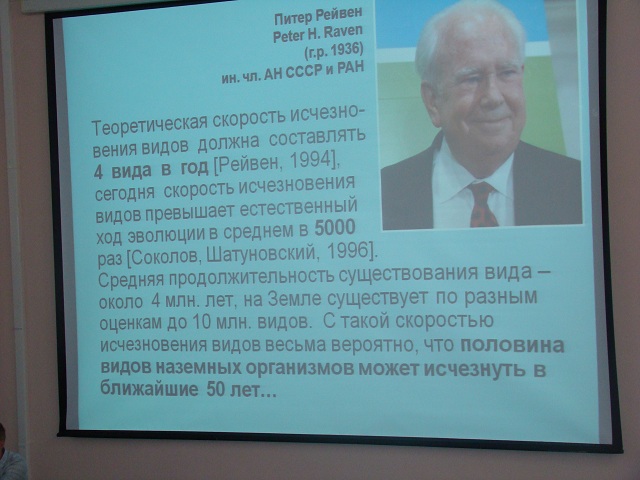 Питер Рейвен
Peter H. Raven
(г.р. 1936)
ин. чл. АН СССР и РАН
Теоретическая скорость исчезно-
вения видов должна составлять
4 вида в год [Рейвен, 1994],
сегодня скорость исчезновения
видов превышает естественный
ход эволюции в среднем в 5000
раз [Соколов, Шатуновский, 1996].
Средняя продолжительность существования вида –
около 4 млн. лет, на Земле существует по разным
оценкам до 10 млн. видов. С такой скоростью
исчезновения видов весьма вероятно, что половина
видов наземных организмов может исчезнуть в
ближайшие 50 лет...